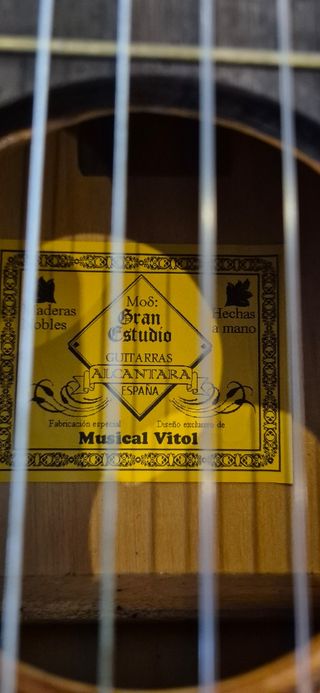 Mod:
Gran
Estudio
Maderas
Nobles
Hechas
a mano
GUITARRAS
ALCANTARA
ESPAÑA
Fabricación especial Diseño exclusivo de
Musical Vitol